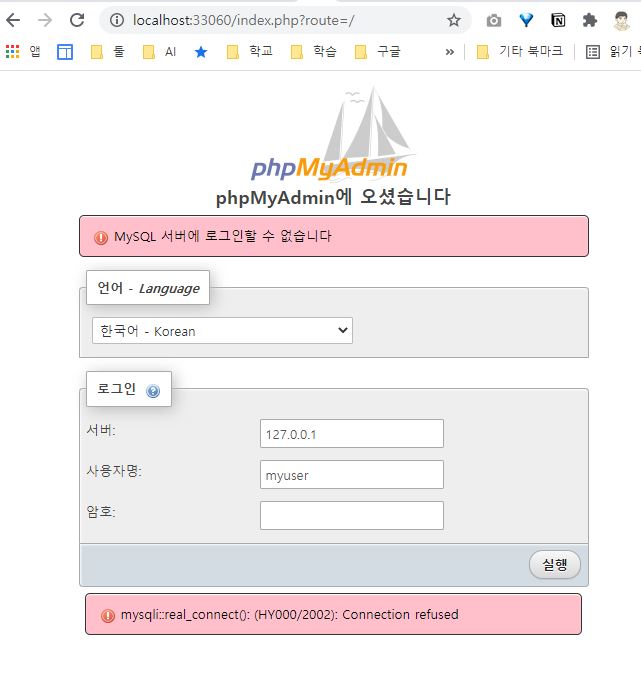 localhost:33060/index.php?route=/
앱 툴 AI 학교 학습 구글 » 기타 북마크 읽기
phpMyAdmin
phpMyAdmin에 오셨습니다
MySQL 서버에 로그인할 수 없습니다
언어 - Language
한국어 - Korean
로그인
서버: 127.0.0.1
사용자명: myuser
암호:
실행
mysqli::real_connect(): (HY000/2002): Connection refused